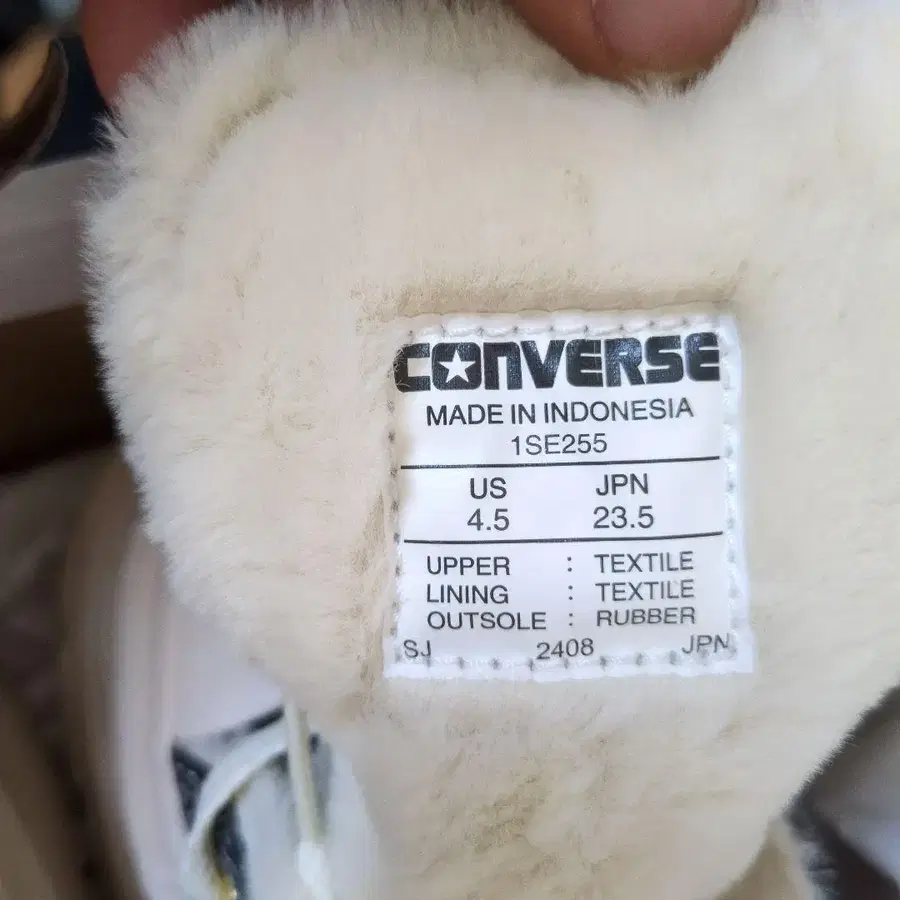 CONVERSE
MADE IN INDONESIA
1SE255
US JPN
4.5 23.5
UPPER : TEXTILE
LINING : TEXTILE
OUTSOLE : RUBBER
SJ 2408 JPN